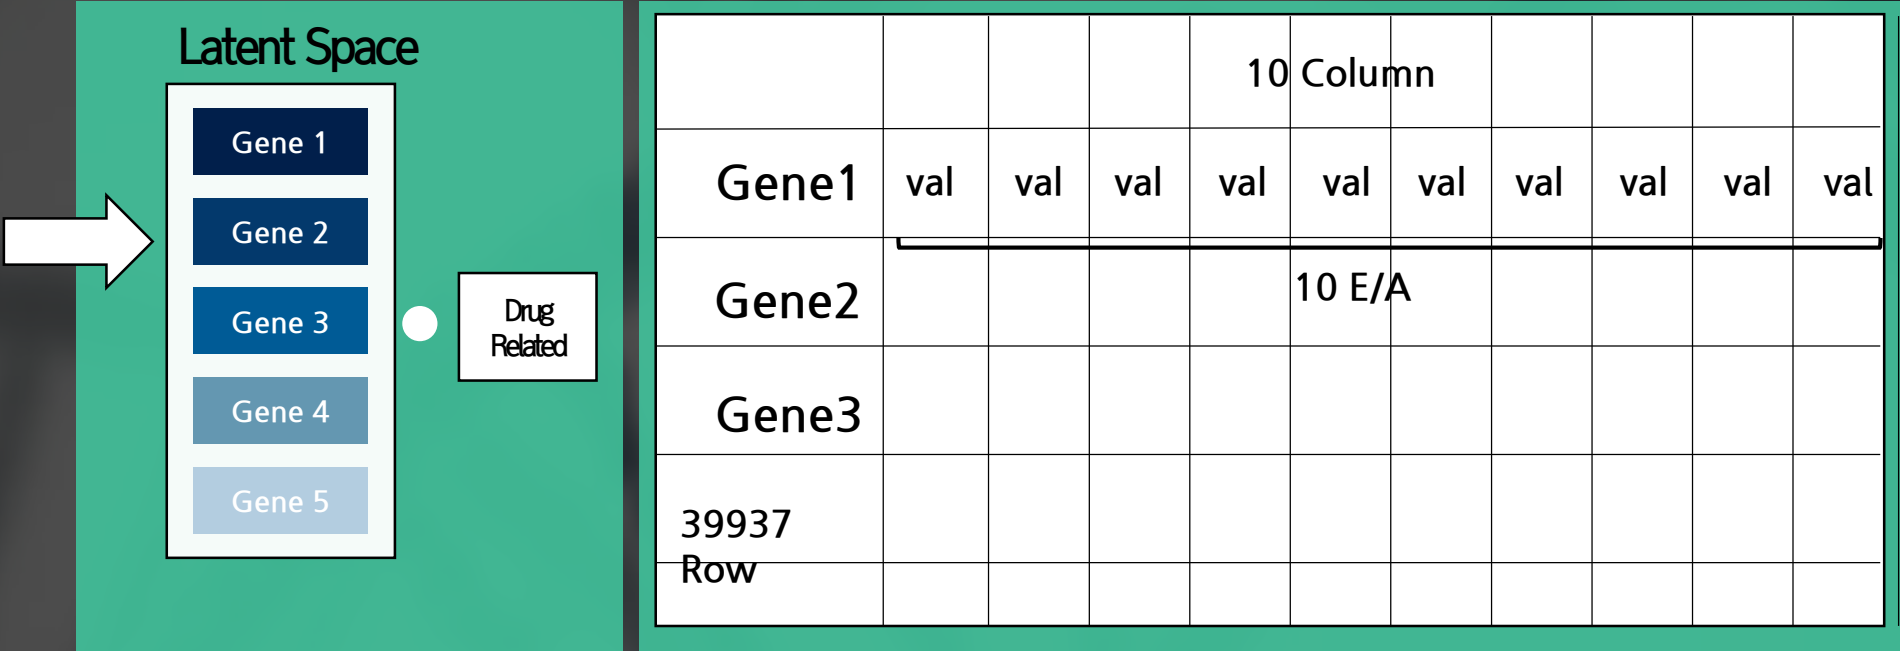 Latent Space
Gene 1
Gene 2
Gene 3
Gene 4
Gene 5
Drug
Related
10 Column
Gene1 val val val val val val val val val val
10 E/A
Gene2
Gene3
39937
Row